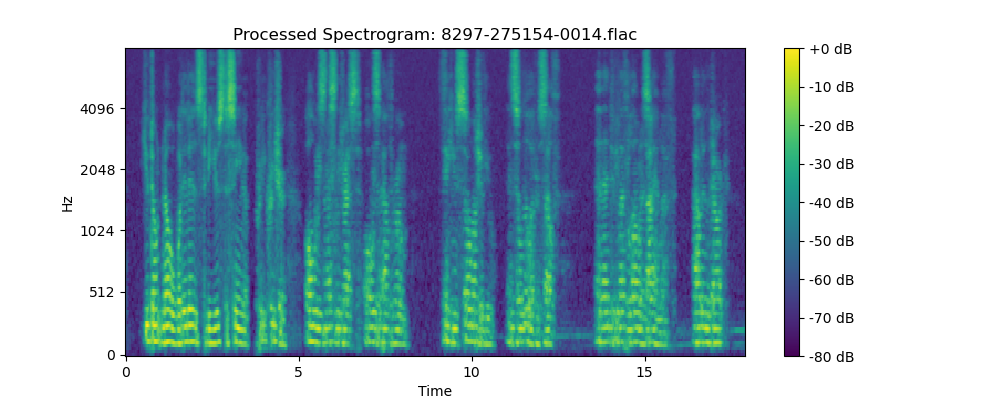 Processed Spectrogram: 8297-275154-0014.flac
Hz
4096
2048
1024
512
0
0 5 10 15
Time
+0 dB
-10 dB
-20 dB
-30 dB
-40 dB
-50 dB
-60 dB
-70 dB
-80 dB